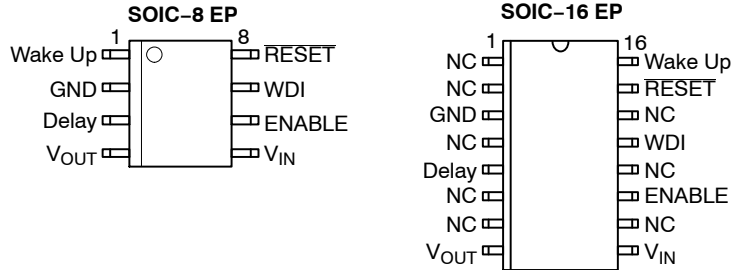 SOIC–8 EP
1 8
Wake Up RESET
GND WDI
Delay ENABLE
VOUT VIN
SOIC–16 EP
1 16
NC Wake Up
NC RESET
GND NC
NC WDI
Delay NC
NC ENABLE
NC NC
VOUT VIN